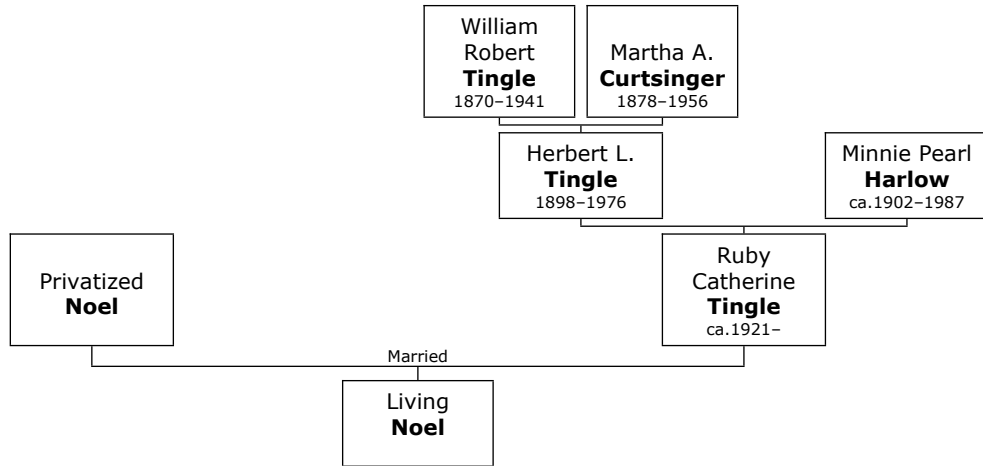 William
Robert
Tingle
1870–1941
Martha A.
Curtsinger
1878–1956
Herbert L.
Tingle
1898–1976
Minnie Pearl
Harlow
ca.1902–1987
Privatized
Noel
Ruby
Catherine
Tingle
ca.1921–
Married
Living
Noel